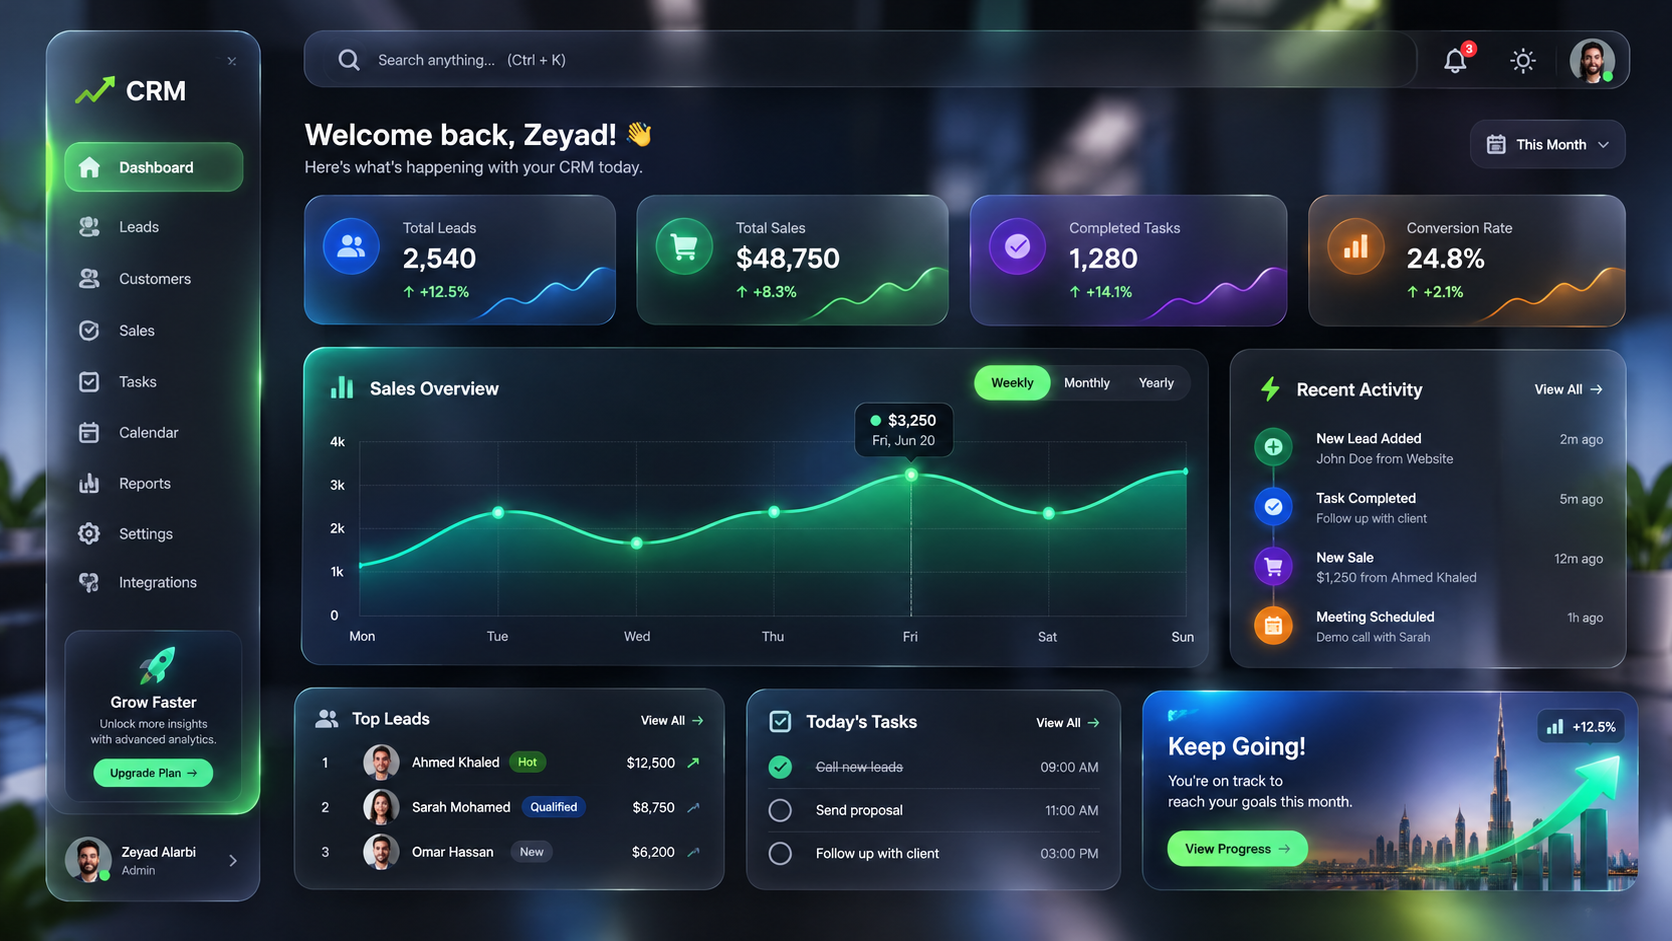 CRM
Dashboard
Leads
Customers
Sales
Tasks
Calendar
Reports
Settings
Integrations
Grow Faster
Unlock more insights
with advanced analytics.
Upgrade Plan →
Zeyad Alarbi
Admin
Search anything... (Ctrl + K)
3
Welcome back, Zeyad! 👋
Here's what's happening with your CRM today.
This Month
Total Leads
2,540
↑ +12.5%
Total Sales
$48,750
↑ +8.3%
Completed Tasks
1,280
↑ +14.1%
Conversion Rate
24.8%
↑ +2.1%
Sales Overview
Weekly Monthly Yearly
$3,250
Fri, Jun 20
4k
3k
2k
1k
0
Mon Tue Wed Thu Fri Sat Sun
Recent Activity View All →
New Lead Added 2m ago
John Doe from Website
Task Completed 5m ago
Follow up with client
New Sale 12m ago
$1,250 from Ahmed Khaled
Meeting Scheduled 1h ago
Demo call with Sarah
Top Leads View All →
1 Ahmed Khaled Hot $12,500
2 Sarah Mohamed Qualified $8,750
3 Omar Hassan New $6,200
Today's Tasks View All →
Call new leads 09:00 AM
Send proposal 11:00 AM
Follow up with client 03:00 PM
+12.5%
Keep Going!
You're on track to
reach your goals this month.
View Progress →